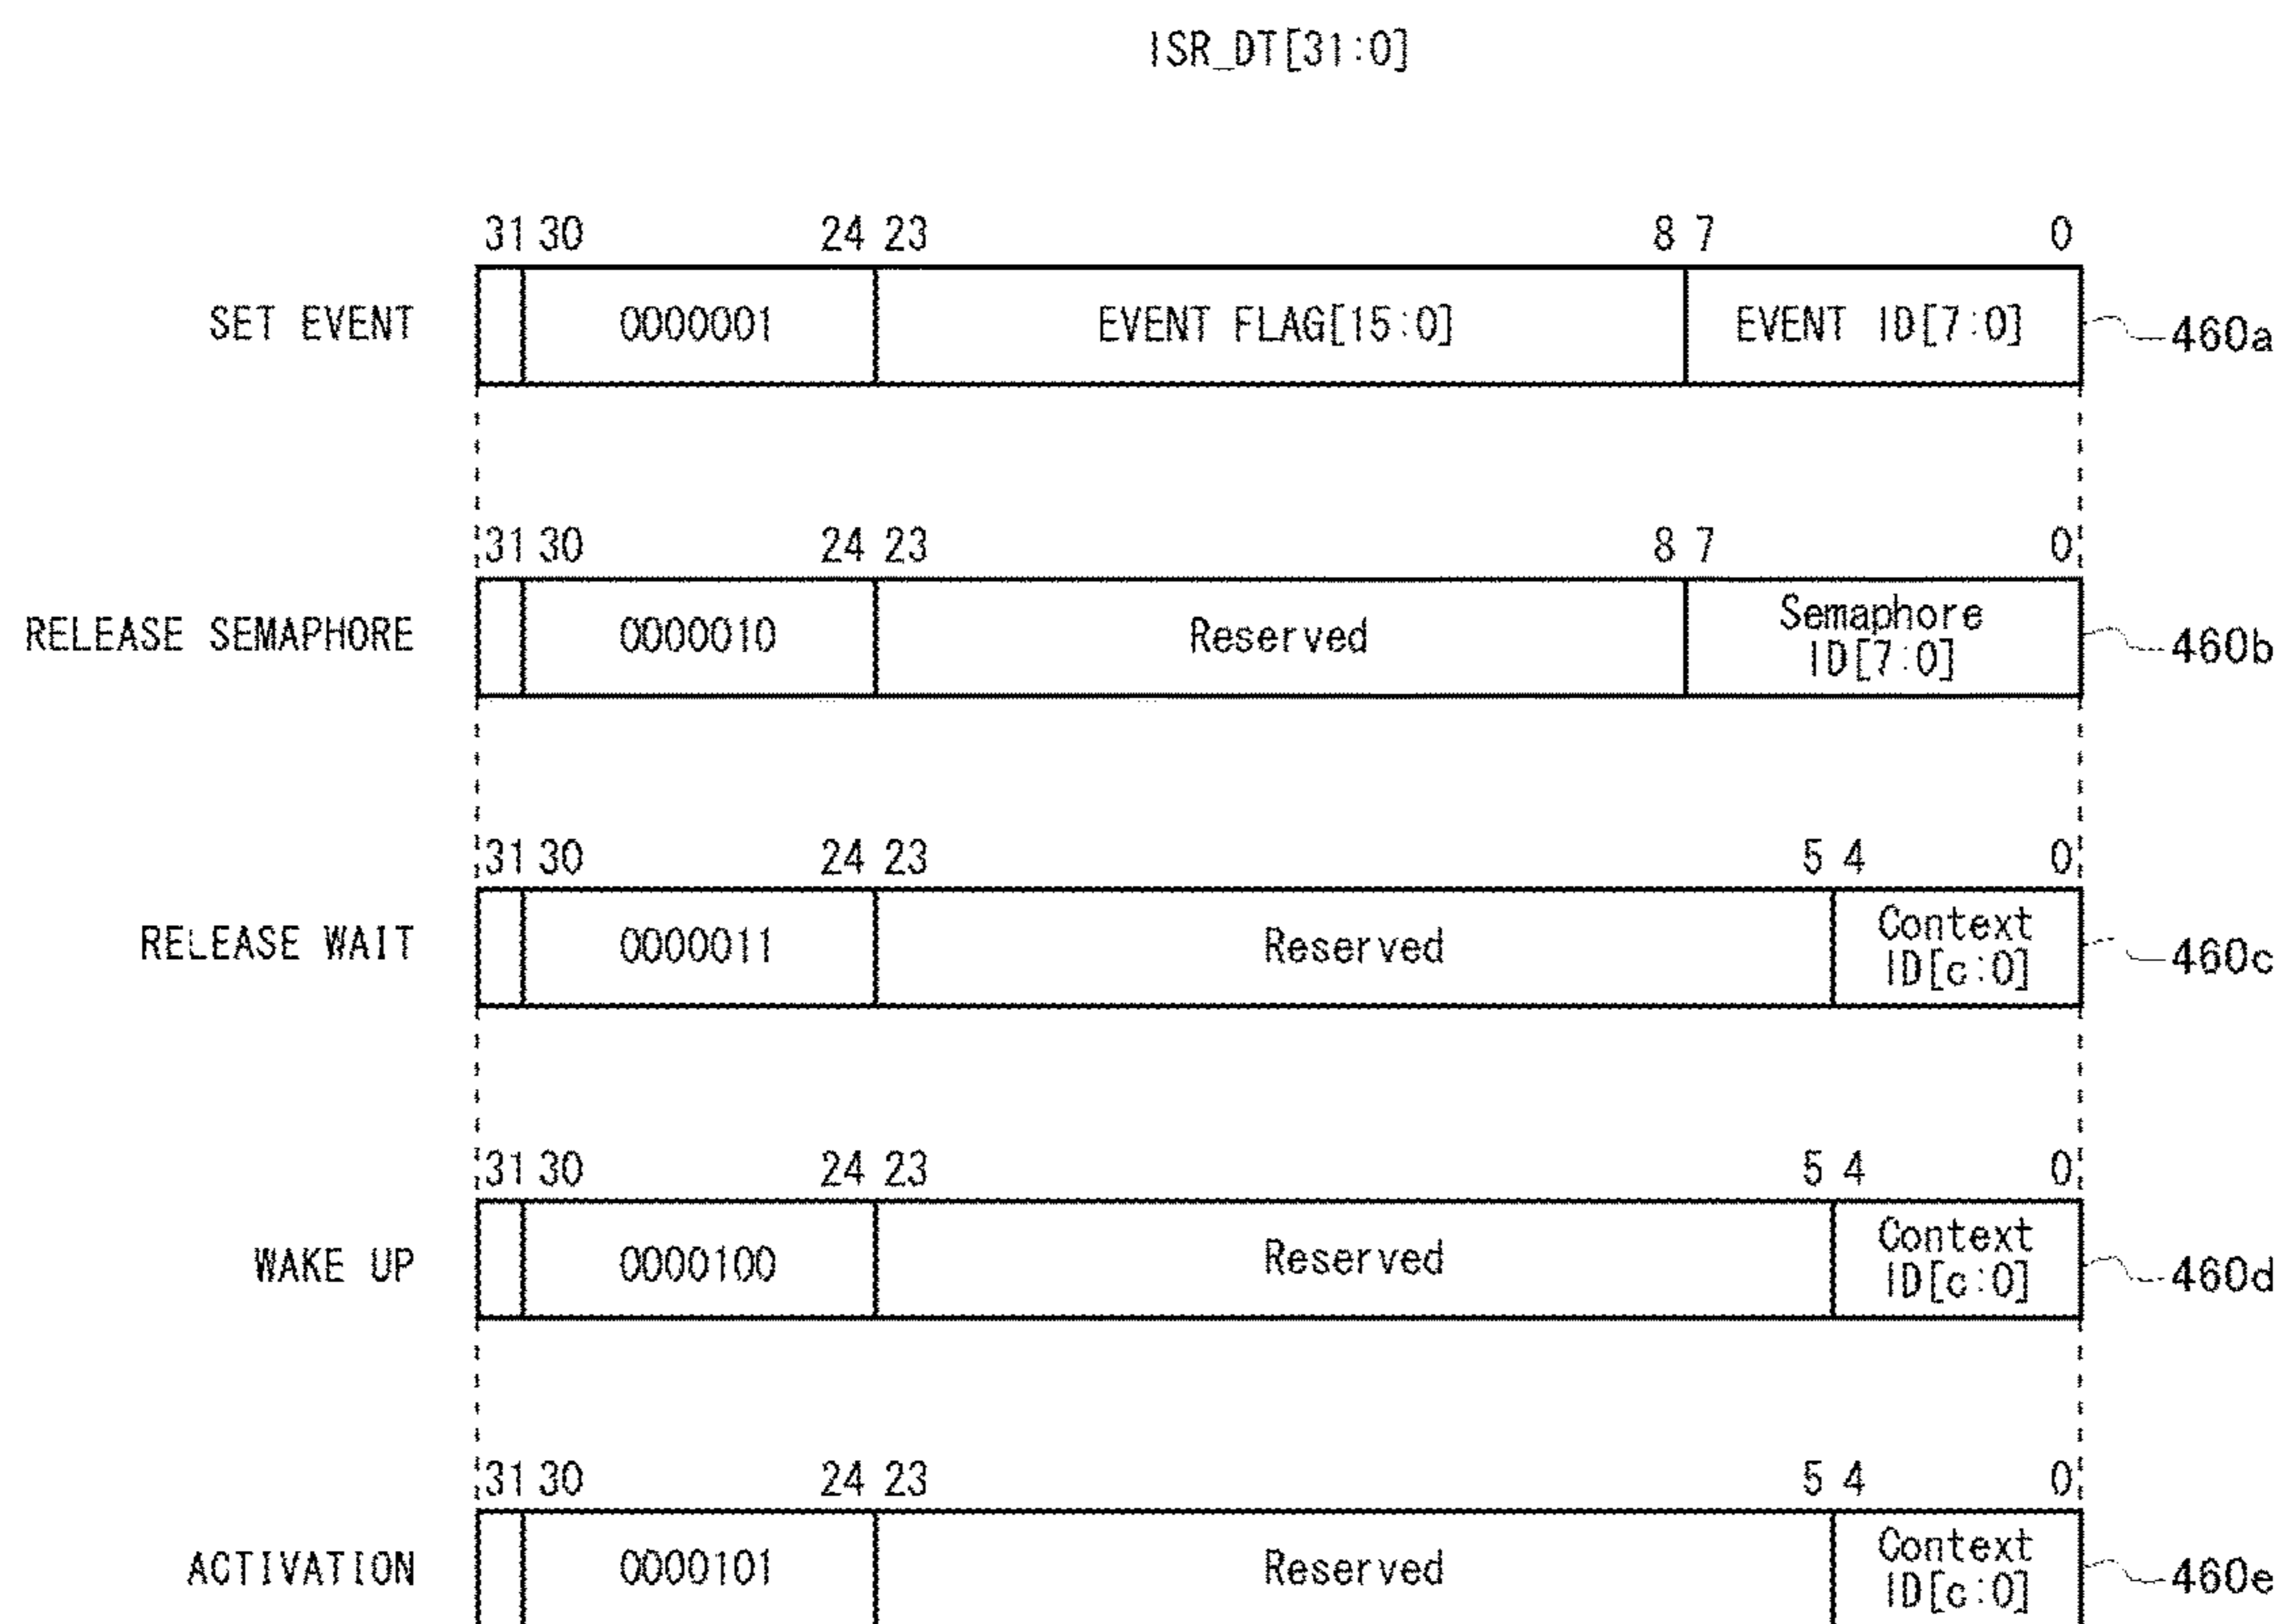 ISR_DT[31:0]
31 30 24 23 8 7 0
SET EVENT 0000001 EVENT FLAG[15:0] EVENT ID[7:0] 460a
31 30 24 23 8 7 0
RELEASE SEMAPHORE 0000010 Reserved Semaphore
ID[7:0] 460b
31 30 24 23 5 4 0
RELEASE WAIT 0000011 Reserved Context
ID[c:0] 460c
31 30 24 23 5 4 0
WAKE UP 0000100 Reserved Context
ID[c:0] 460d
31 30 24 23 5 4 0
ACTIVATION 0000101 Reserved Context
ID[c:0] 460e